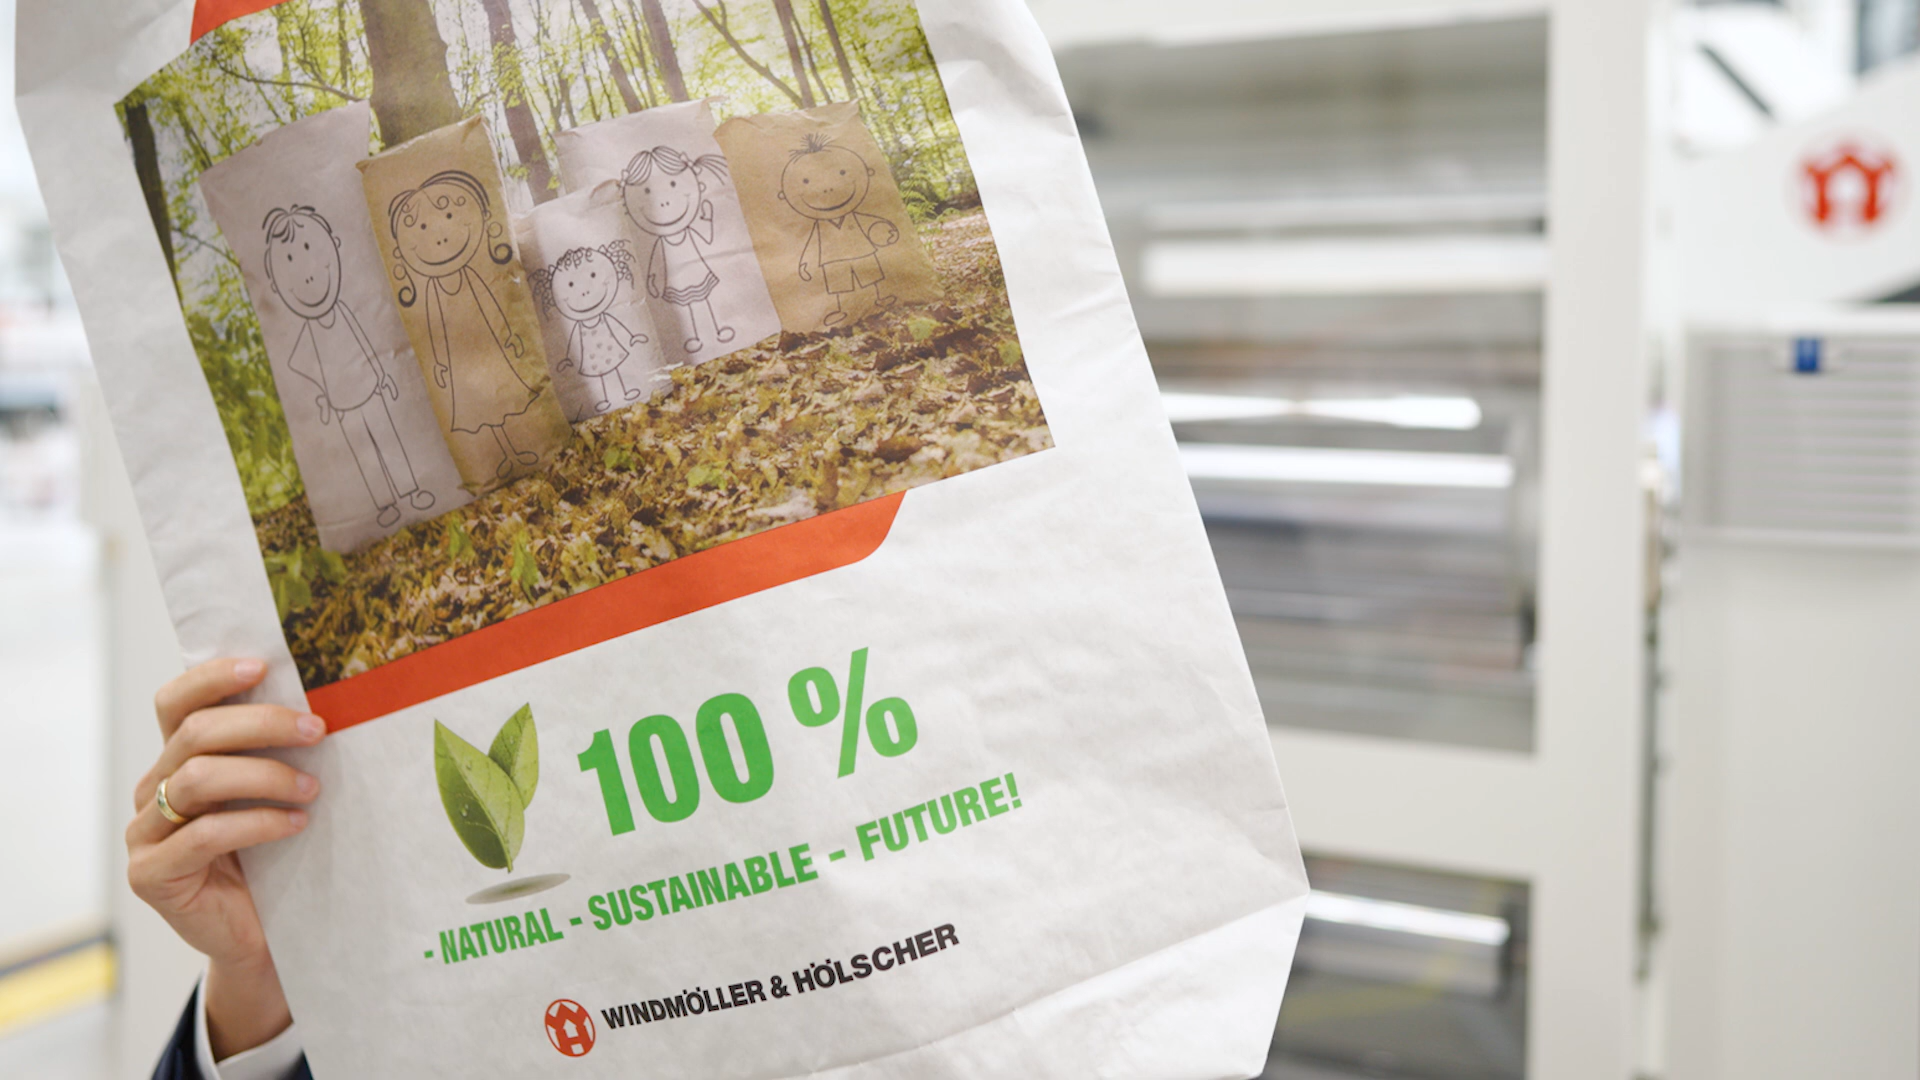 100 %
- NATURAL - SUSTAINABLE - FUTURE!
WINDMÖLLER & HÖLSCHER